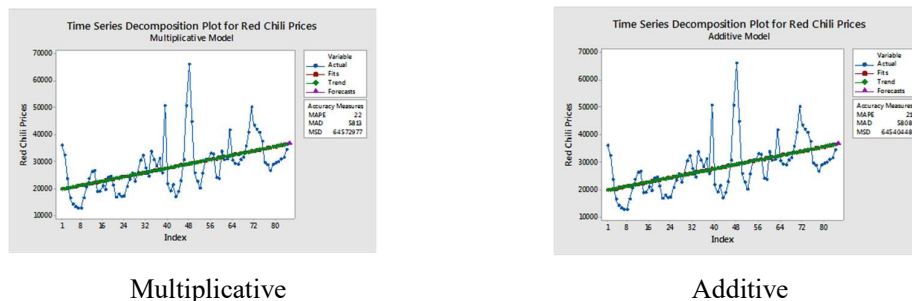 Time Series Decomposition Plot for Red Chili Prices
Multiplicative Model
70000
60000
50000
40000
30000
20000
10000
Red Chili Prices
1 8 16 24 32 40 48 56 64 72 80
Index
Variable
Actual
Fits
Trend
Forecasts
Accuracy Measures
MAPE 22
MAD 5813
MSD 64572977
Multiplicative
Time Series Decomposition Plot for Red Chili Prices
Additive Model
70000
60000
50000
40000
30000
20000
10000
Red Chili Prices
1 8 16 24 32 40 48 56 64 72 80
Index
Variable
Actual
Fits
Trend
Forecasts
Accuracy Measures
MAPE 21
MAD 5808
MSD 64540448
Additive